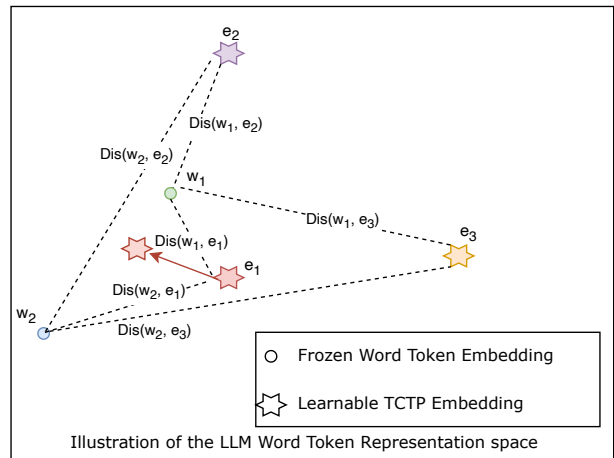 e2
Dis(w1, e2)
Dis(w2, e2)
w1
Dis(w1, e3)
e3
Dis(w1, e1)
e1
Dis(w2, e1)
w2
Dis(w2, e3)
Frozen Word Token Embedding
Learnable TCTP Embedding
Illustration of the LLM Word Token Representation space